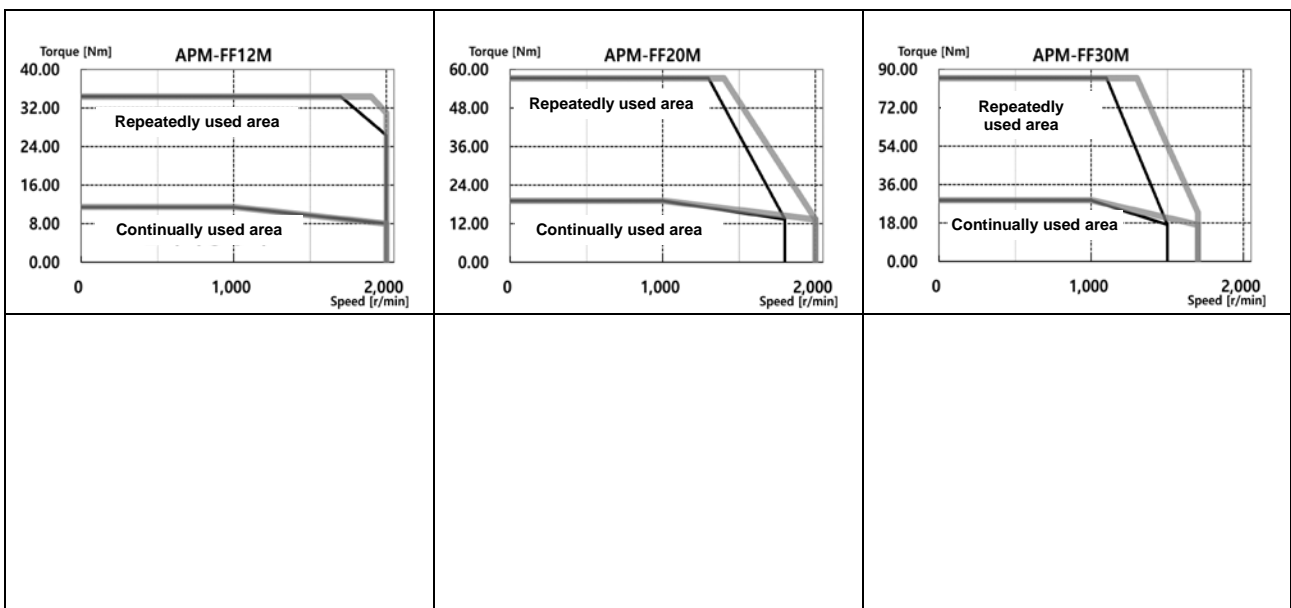 Torque [Nm] APM-FF12M
40.00
32.00
Repeatedly used area
24.00
16.00
8.00
Continually used area
0.00
0 1,000 2,000
Speed [r/min]
Torque [Nm] APM-FF20M
60.00
Repeatedly used area
48.00
36.00
24.00
12.00
Continually used area
0.00
0 1,000 2,000
Speed [r/min]
Torque [Nm] APM-FF30M
90.00
72.00
Repeatedly
used area
54.00
36.00
18.00
Continually used area
0.00
0 1,000 2,000
Speed [r/min]